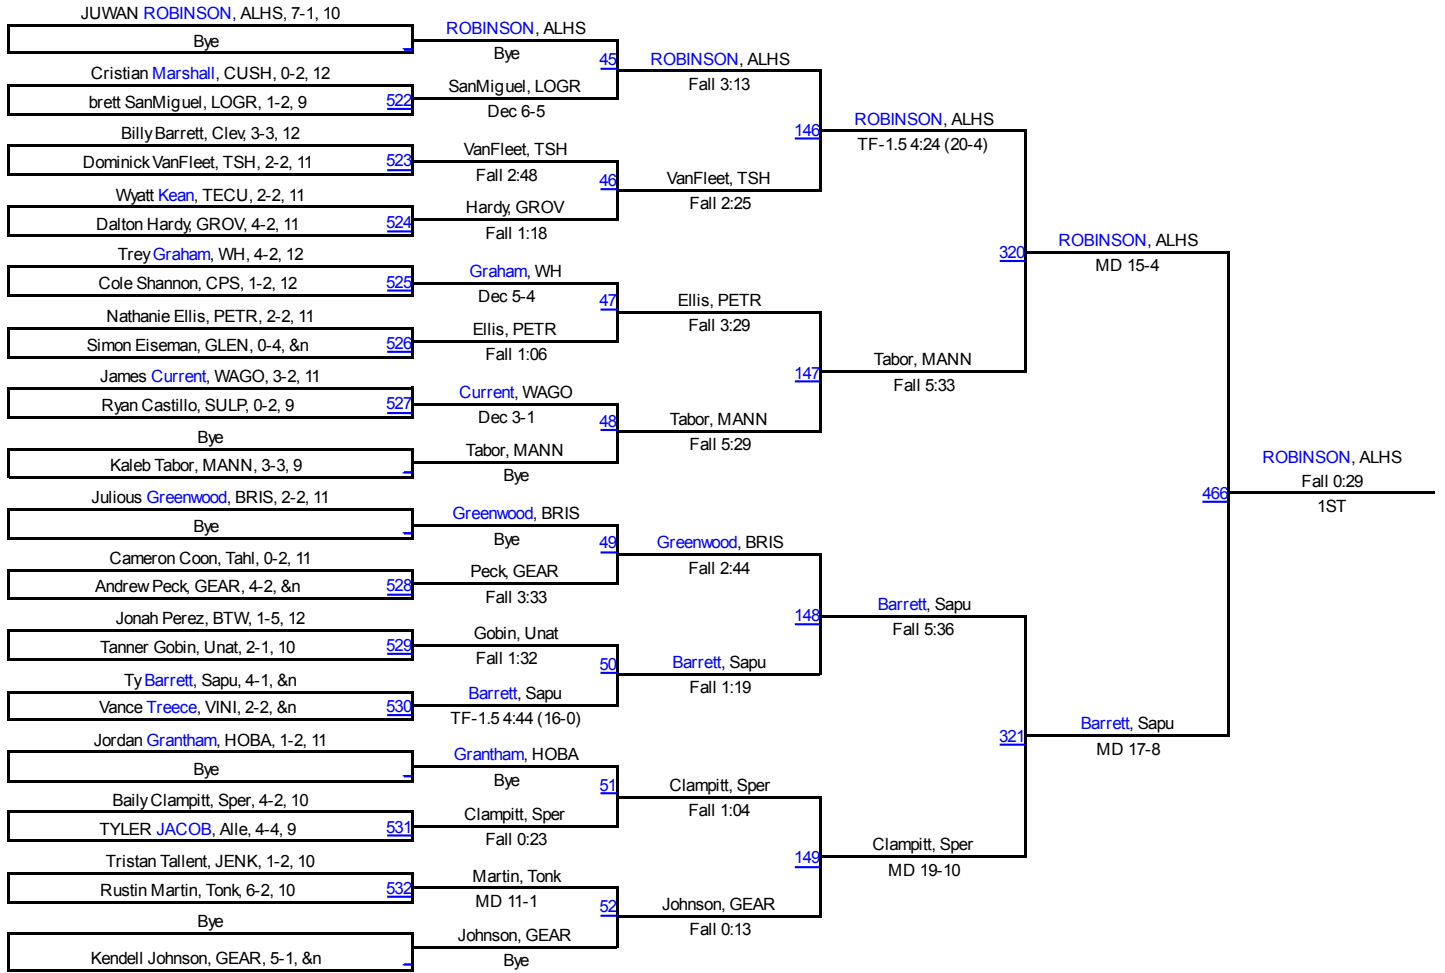 JUWAN ROBINSON, ALHS, 7-1, 10
Bye
Cristian Marshall, CUSH, 0-2, 12
brett SanMiguel, LOGR, 1-2, 9
522
Billy Barrett, Clev, 3-3, 12
Dominick VanFleet, TSH, 2-2, 11
523
Wyatt Kean, TECU, 2-2, 11
Dalton Hardy, GROV, 4-2, 11
524
Trey Graham, WH, 4-2, 12
Cole Shannon, CPS, 1-2, 12
525
Nathanie Ellis, PETR, 2-2, 11
Simon Eiseman, GLEN, 0-4, &n
526
James Current, WAGO, 3-2, 11
Ryan Castillo, SULP, 0-2, 9
527
Bye
Kaleb Tabor, MANN, 3-3, 9
Julious Greenwood, BRIS, 2-2, 11
Bye
Cameron Coon, Tahl, 0-2, 11
Andrew Peck, GEAR, 4-2, &n
528
Jonah Perez, BTW, 1-5, 12
Tanner Gobin, Unat, 2-1, 10
529
Ty Barrett, Sapu, 4-1, &n
Vance Treece, VINI, 2-2, &n
530
Jordan Grantham, HOBA, 1-2, 11
Bye
Baily Clampitt, Sper, 4-2, 10
TYLER JACOB, Alle, 4-4, 9
531
Tristan Tallent, JENK, 1-2, 10
Rustin Martin, Tonk, 6-2, 10
532
Bye
Kendell Johnson, GEAR, 5-1, &n
ROBINSON, ALHS
Bye
45
SanMiguel, LOGR
Dec 6-5
VanFleet, TSH
Fall 2:48
46
Hardy, GROV
Fall 1:18
Graham, WH
Dec 5-4
47
Ellis, PETR
Fall 1:06
Current, WAGO
Dec 3-1
48
Tabor, MANN
Bye
Greenwood, BRIS
Bye
49
Peck, GEAR
Fall 3:33
Gobin, Unat
Fall 1:32
50
Barrett, Sapu
TF-1.5 4:44 (16-0)
Grantham, HOBA
Bye
51
Clampitt, Sper
Fall 0:23
Martin, Tonk
MD 11-1
52
Johnson, GEAR
Bye
ROBINSON, ALHS
Fall 3:13
146
VanFleet, TSH
Fall 2:25
Ellis, PETR
Fall 3:29
147
Tabor, MANN
Fall 5:29
Greenwood, BRIS
Fall 2:44
148
Barrett, Sapu
Fall 1:19
Clampitt, Sper
Fall 1:04
149
Johnson, GEAR
Fall 0:13
ROBINSON, ALHS
TF-1.5 4:24 (20-4)
320
Tabor, MANN
Fall 5:33
Barrett, Sapu
Fall 5:36
321
Clampitt, Sper
MD 19-10
ROBINSON, ALHS
MD 15-4
466
Barrett, Sapu
MD 17-8
ROBINSON, ALHS
Fall 0:29
1ST